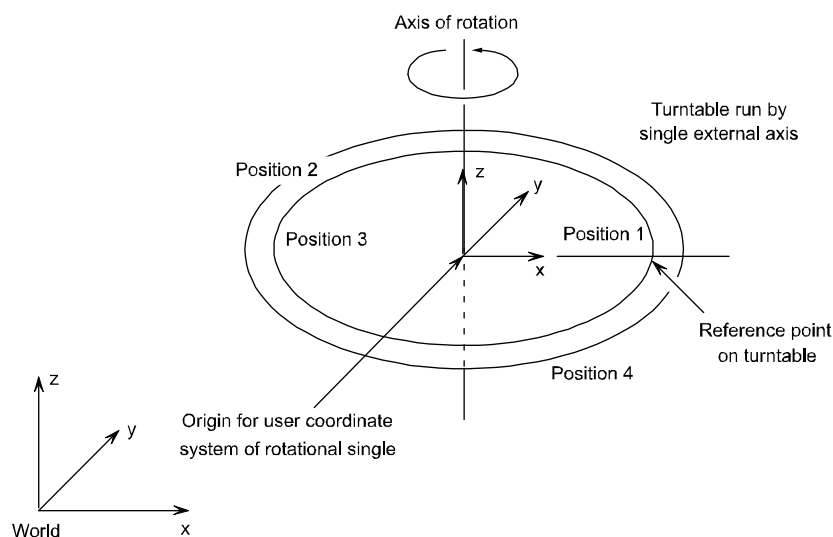 Axis of rotation
Turntable run by
single external axis
Position 2
z
y
Position 3
Position 1
x
Reference point
on turntable
Position 4
z
y
Origin for user coordinate
system of rotational single
World
x